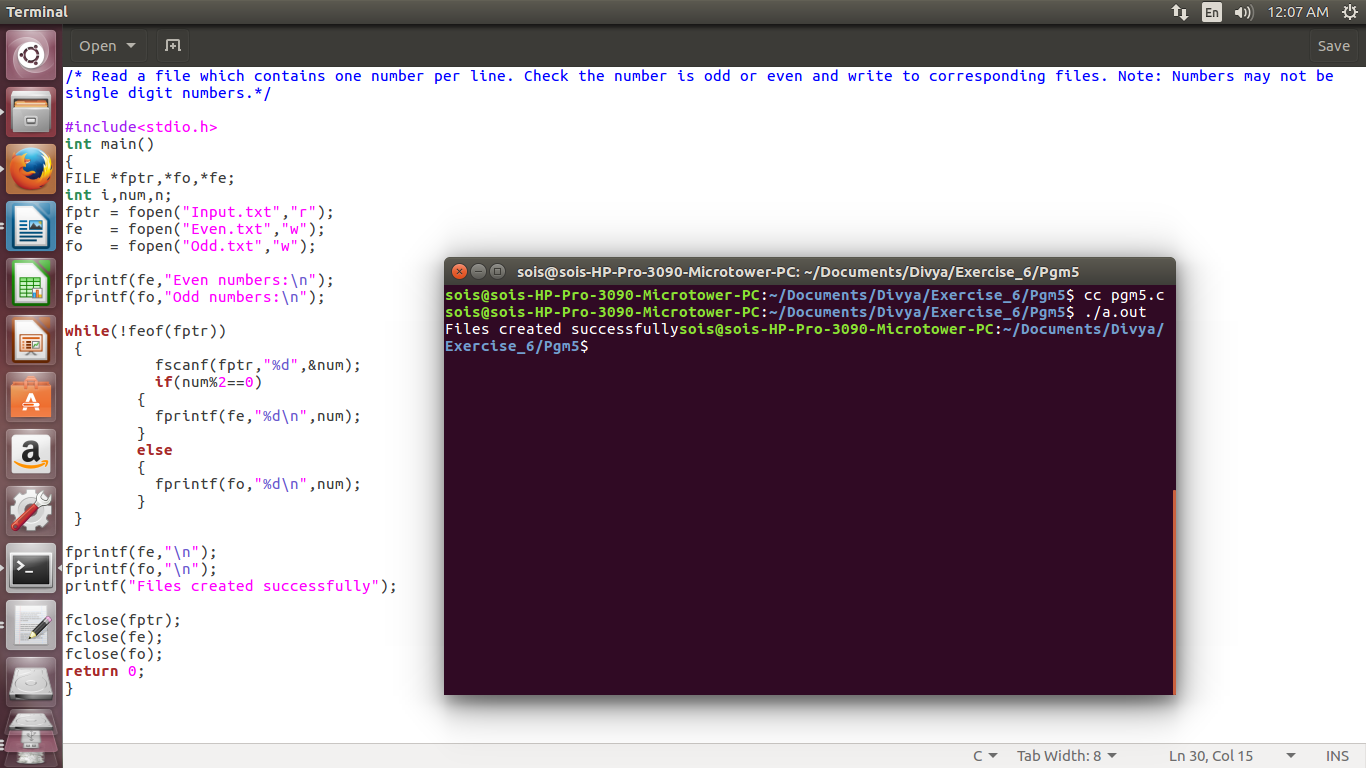 Terminal
En
12:07 AM
Open
Save
/* Read a file which contains one number per line. Check the number is odd or even and write to corresponding files. Note: Numbers may not be
single digit numbers.*/
#include<stdio.h>
int main()
{
FILE *fptr,*fo,*fe;
int i,num,n;
fptr = fopen("Input.txt","r");
fe   = fopen("Even.txt","w");
fo   = fopen("Odd.txt","w");
fprintf(fe,"Even numbers:\n");
fprintf(fo,"Odd numbers:\n");
while(!feof(fptr))
{
fscanf(fptr,"%d",&num);
if(num%2==0)
{
fprintf(fe,"%d\n",num);
}
else
{
fprintf(fo,"%d\n",num);
}
}
fprintf(fe,"\n");
fprintf(fo,"\n");
printf("Files created successfully");
fclose(fptr);
fclose(fe);
fclose(fo);
return 0;
}
sois@sois-HP-Pro-3090-Microtower-PC: ~/Documents/Divya/Exercise_6/Pgm5
sois@sois-HP-Pro-3090-Microtower-PC:~/Documents/Divya/Exercise_6/Pgm5$ cc pgm5.c
sois@sois-HP-Pro-3090-Microtower-PC:~/Documents/Divya/Exercise_6/Pgm5$ ./a.out
Files created successfullysois@sois-HP-Pro-3090-Microtower-PC:~/Documents/Divya/
Exercise_6/Pgm5$
C
Tab Width: 8
Ln 30, Col 15
INS